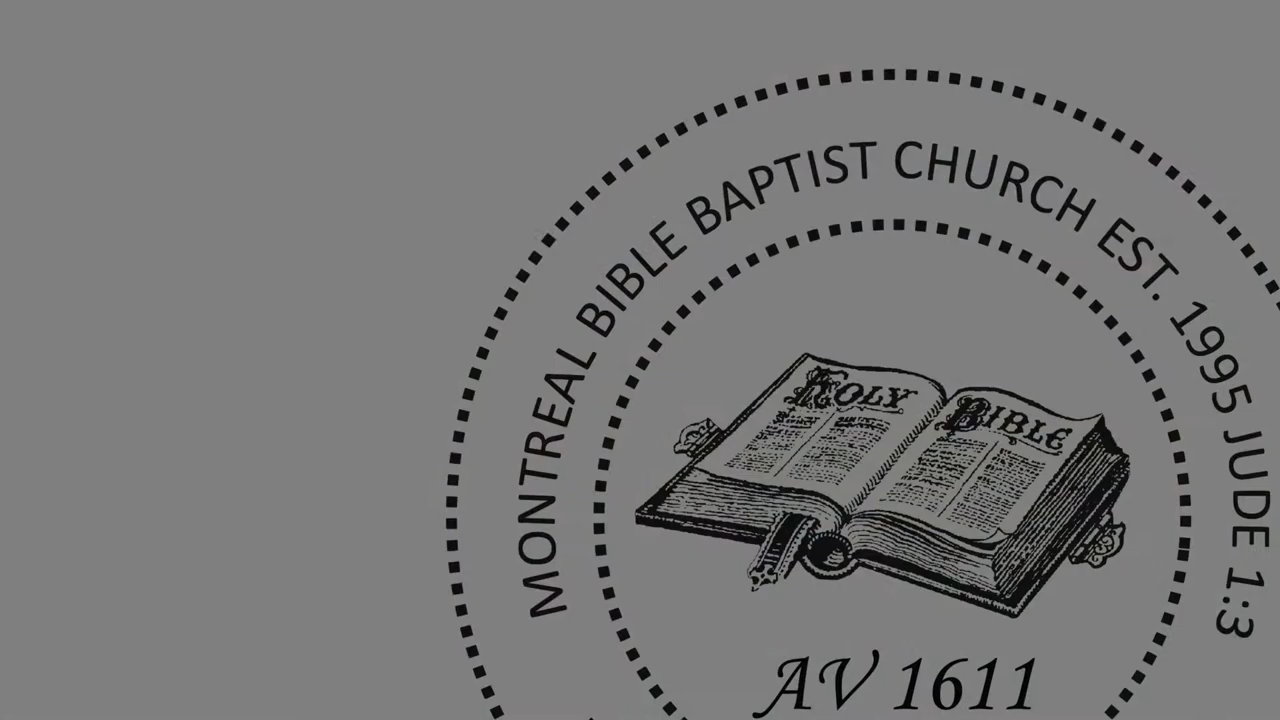 MONTREAL BIBLE BAPTIST CHURCH EST. 1995 JUDE 1:3
HOLY BIBLE
AV 1611